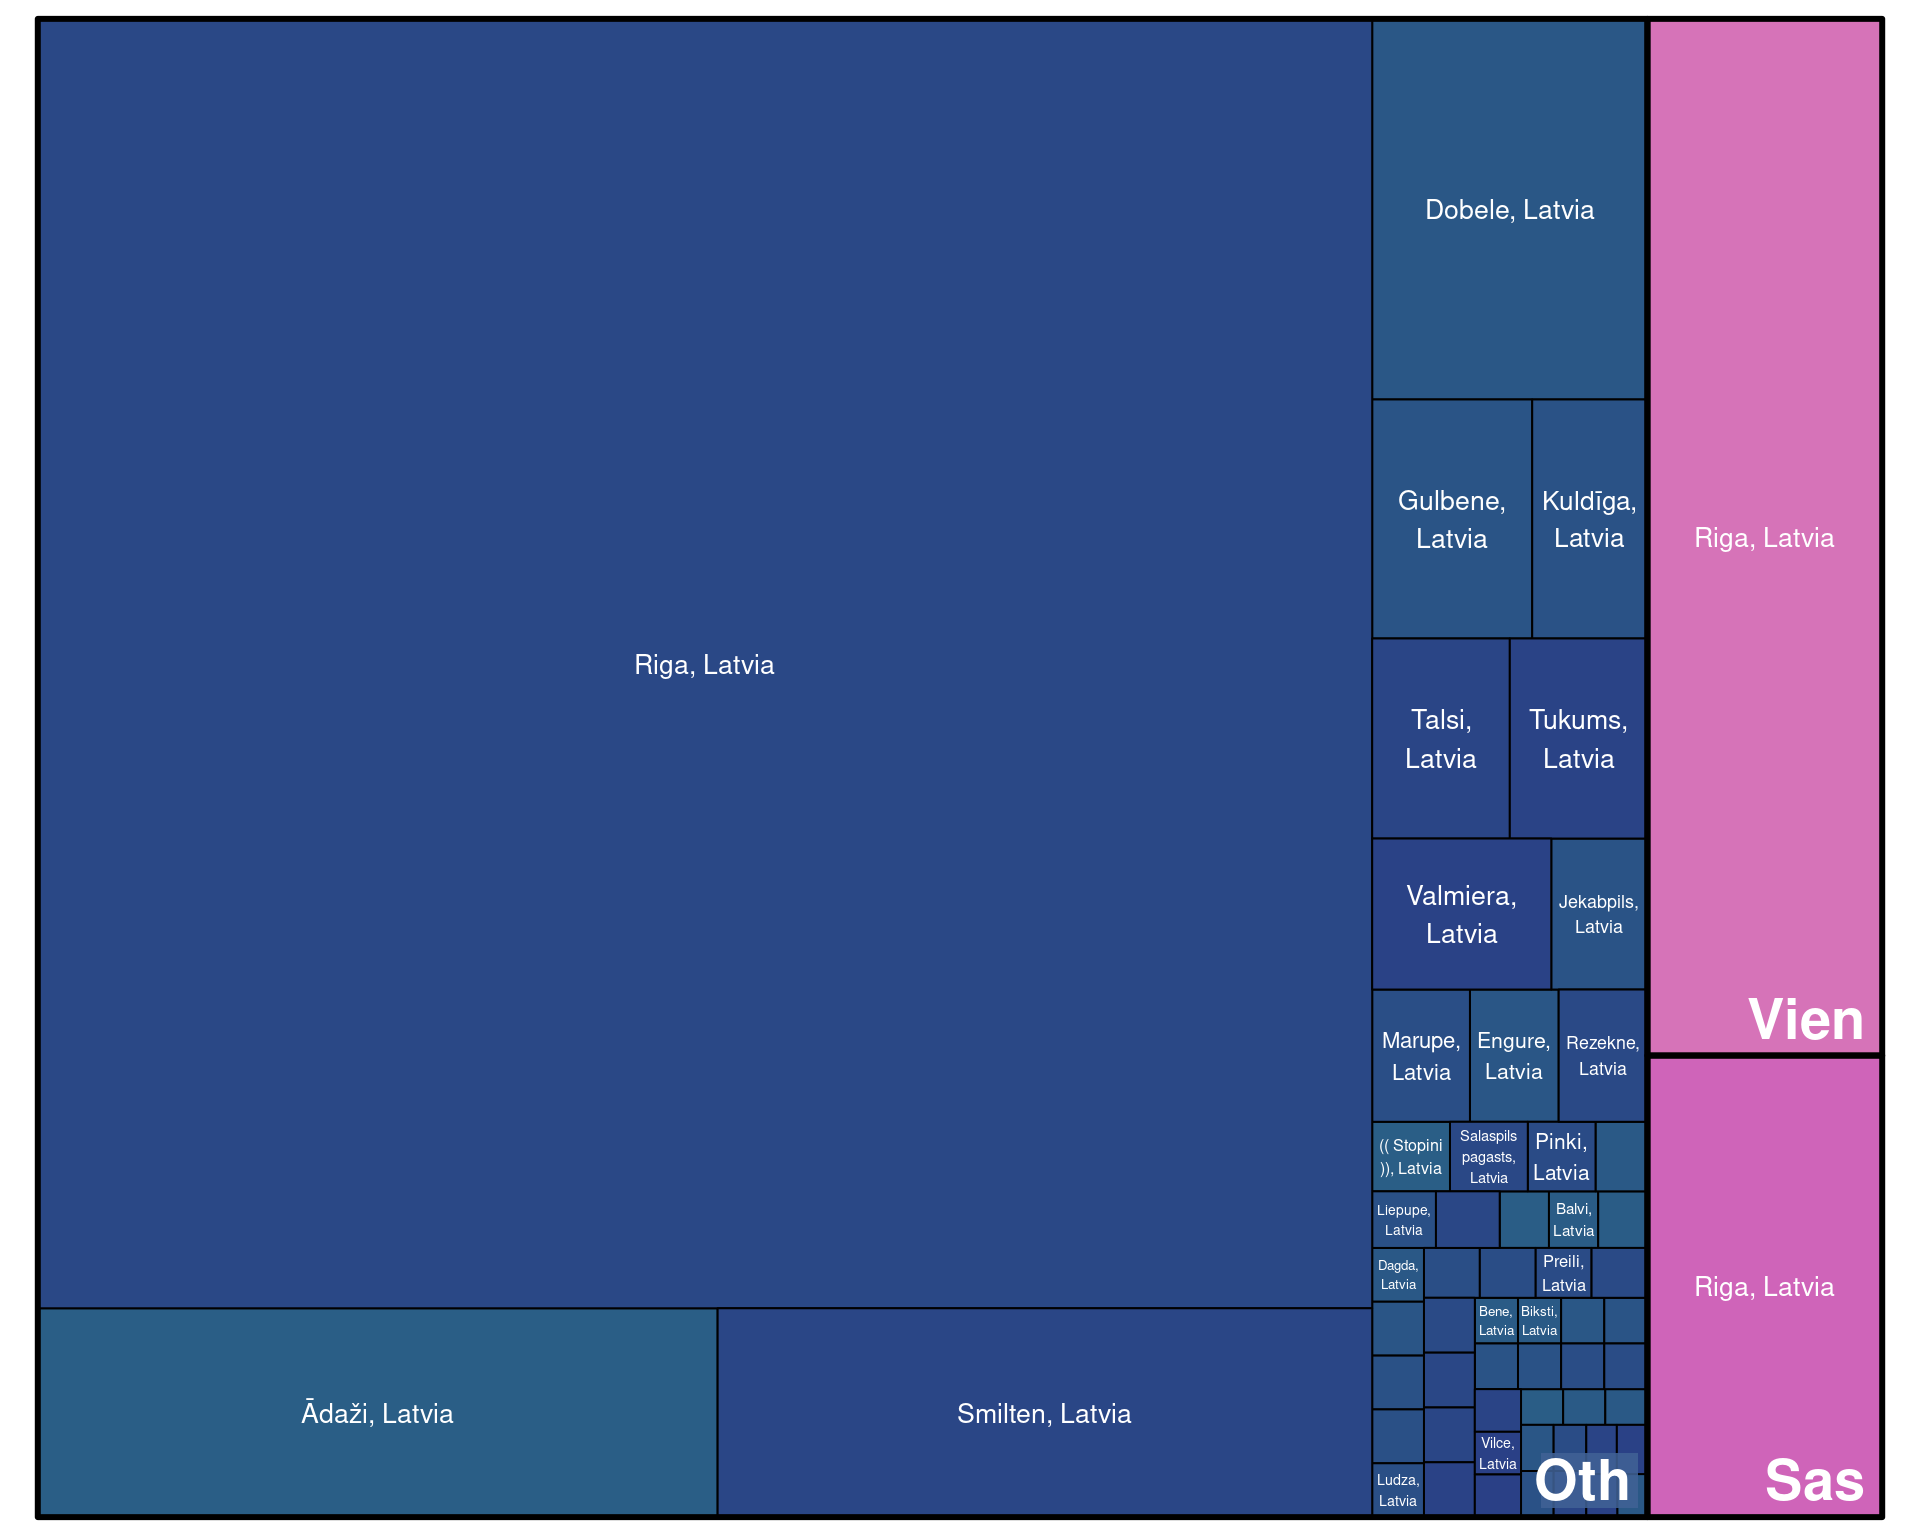 Riga, Latvia
Ādaži, Latvia
Smilten, Latvia
Dobele, Latvia
Gulbene,
Latvia
Kuldīga,
Latvia
Talsi,
Latvia
Tukums,
Latvia
Valmiera,
Latvia
Jekabpils,
Latvia
Marupe,
Latvia
Engure,
Latvia
Rezekne,
Latvia
(( Stopini
)), Latvia
Salaspils
pagasts,
Latvia
Pinki,
Latvia
Liepupe,
Latvia
Balvi,
Latvia
Dagda,
Latvia
Preili,
Latvia
Bene,
Latvia
Biksti,
Latvia
Vilce,
Latvia
Ludza,
Latvia
Oth
Riga, Latvia
Vien
Riga, Latvia
Sas